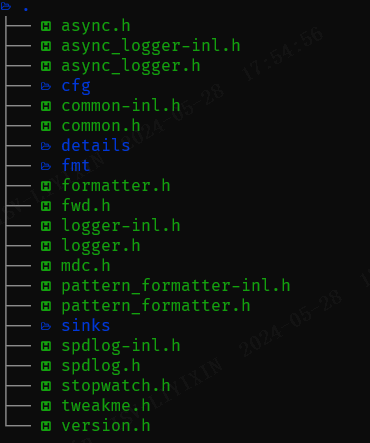 .
async.h
async_logger-inl.h
async_logger.h
cfg
common-inl.h
common.h
details
fmt
formatter.h
fwd.h
logger-inl.h
logger.h
mdc.h
pattern_formatter-inl.h
pattern_formatter.h
sinks
spdlog-inl.h
spdlog.h
stopwatch.h
tweakme.h
version.h
2024-05-28 17:54:56
LIYIXIN 2024-05-28